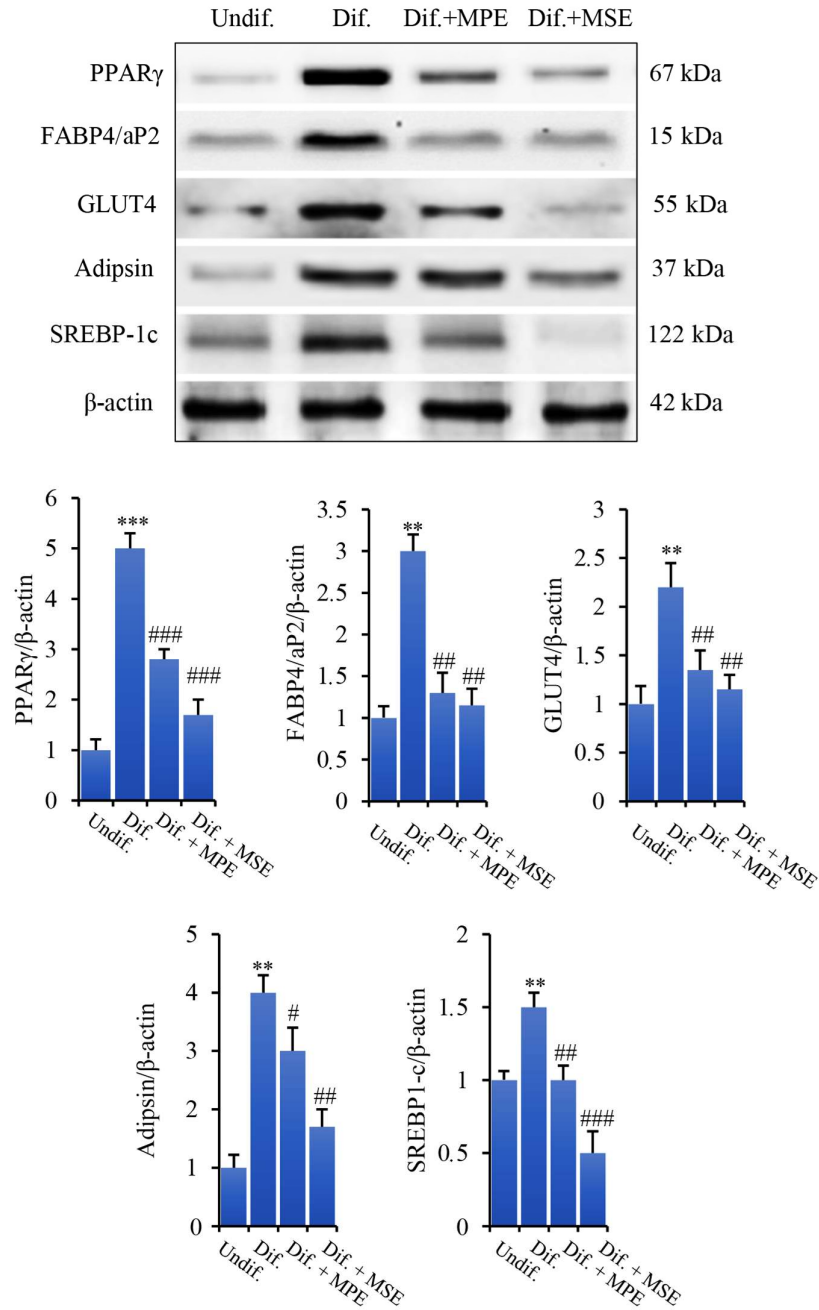 Undif. Dif. Dif.+MPE Dif.+MSE
PPARγ 67 kDa
FABP4/aP2 15 kDa
GLUT4 55 kDa
Adipsin 37 kDa
SREBP-1c 122 kDa
β-actin 42 kDa
PPARγ/β-actin
6
5
4
3
2
1
0
***
###
###
Undif.
Dif.
Dif. + MPE
Dif. + MSE
FABP4/aP2/β-actin
3.5
3
2.5
2
1.5
1
0.5
0
**
##
##
Undif.
Dif.
Dif. + MPE
Dif. + MSE
GLUT4/β-actin
3
2.5
2
1.5
1
0.5
0
**
##
##
Undif.
Dif.
Dif. + MPE
Dif. + MSE
Adipsin/β-actin
5
4
3
2
1
0
**
#
##
Undif.
Dif.
Dif. + MPE
Dif. + MSE
SREBP1-c/β-actin
2
1.5
1
0.5
0
**
##
###
Undif.
Dif.
Dif. + MPE
Dif. + MSE